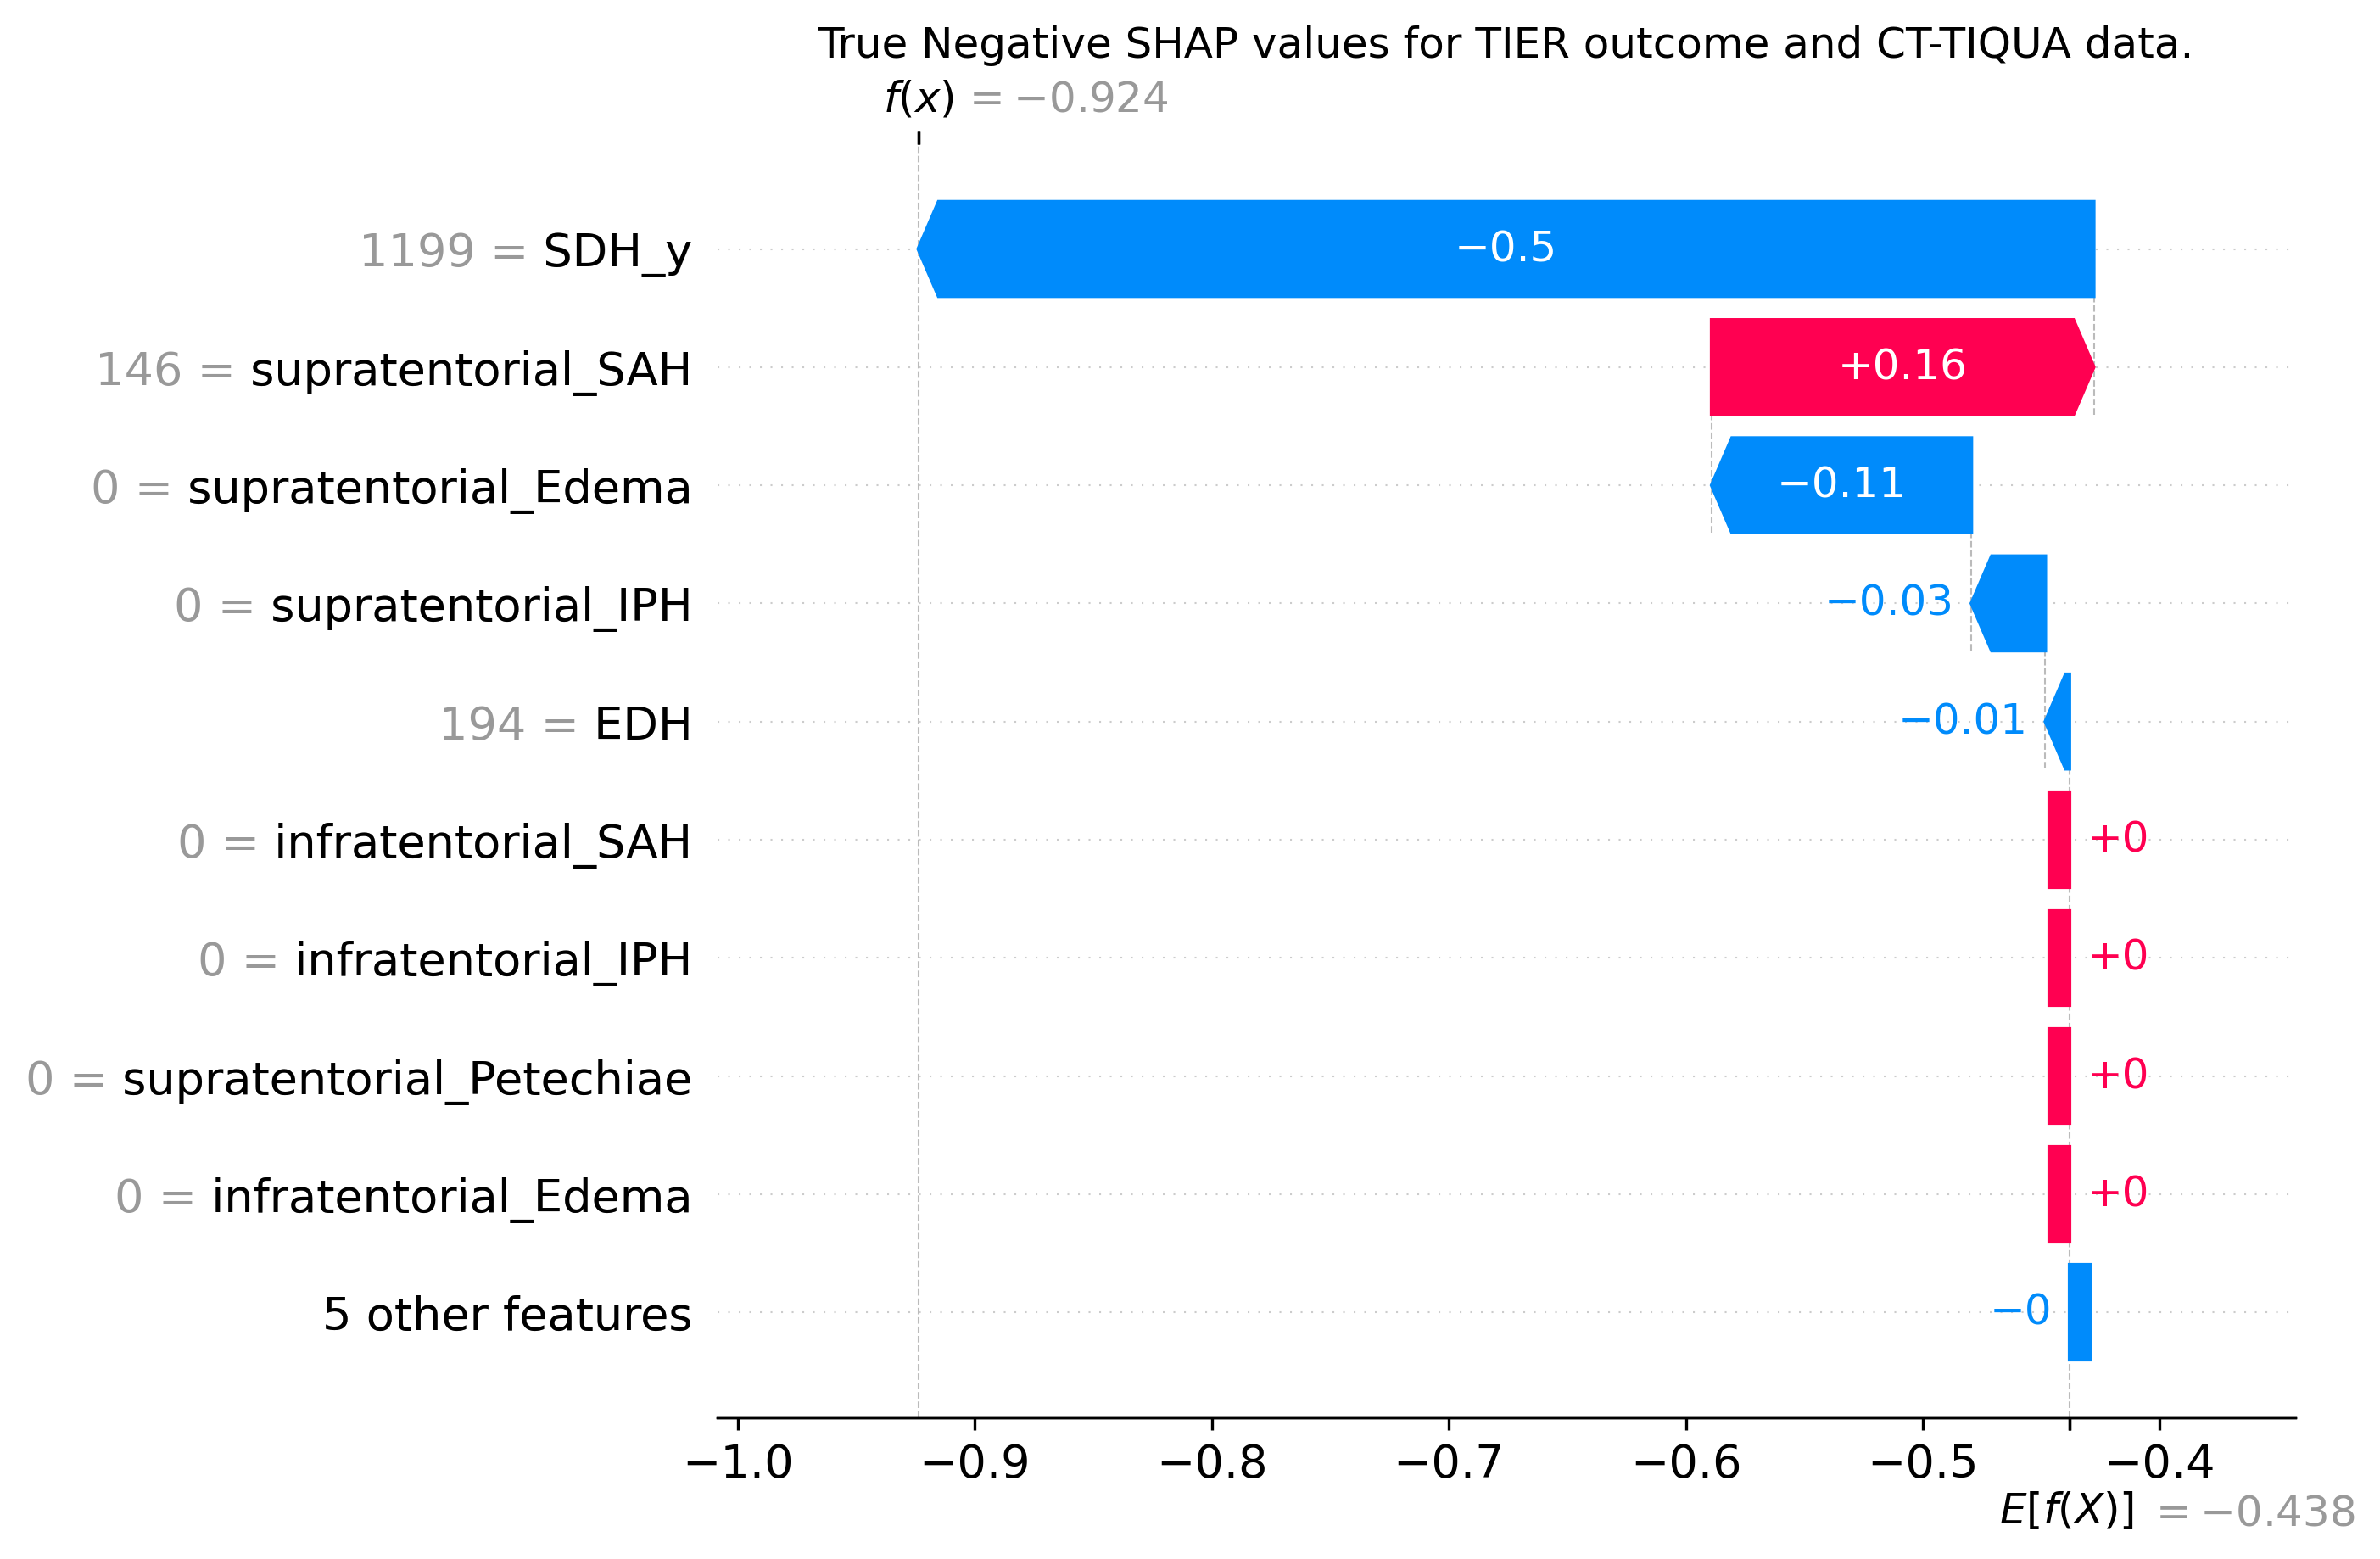 True Negative SHAP values for TIER outcome and CT-TIQUA data.
f(x) = −0.924
1199 = SDH_y −0.5
146 = supratentorial_SAH +0.16
0 = supratentorial_Edema −0.11
0 = supratentorial_IPH −0.03
194 = EDH −0.01
0 = infratentorial_SAH +0
0 = infratentorial_IPH +0
0 = supratentorial_Petechiae +0
0 = infratentorial_Edema +0
5 other features −0
−1.0 −0.9 −0.8 −0.7 −0.6 −0.5 −0.4
E[f(X)] = −0.438